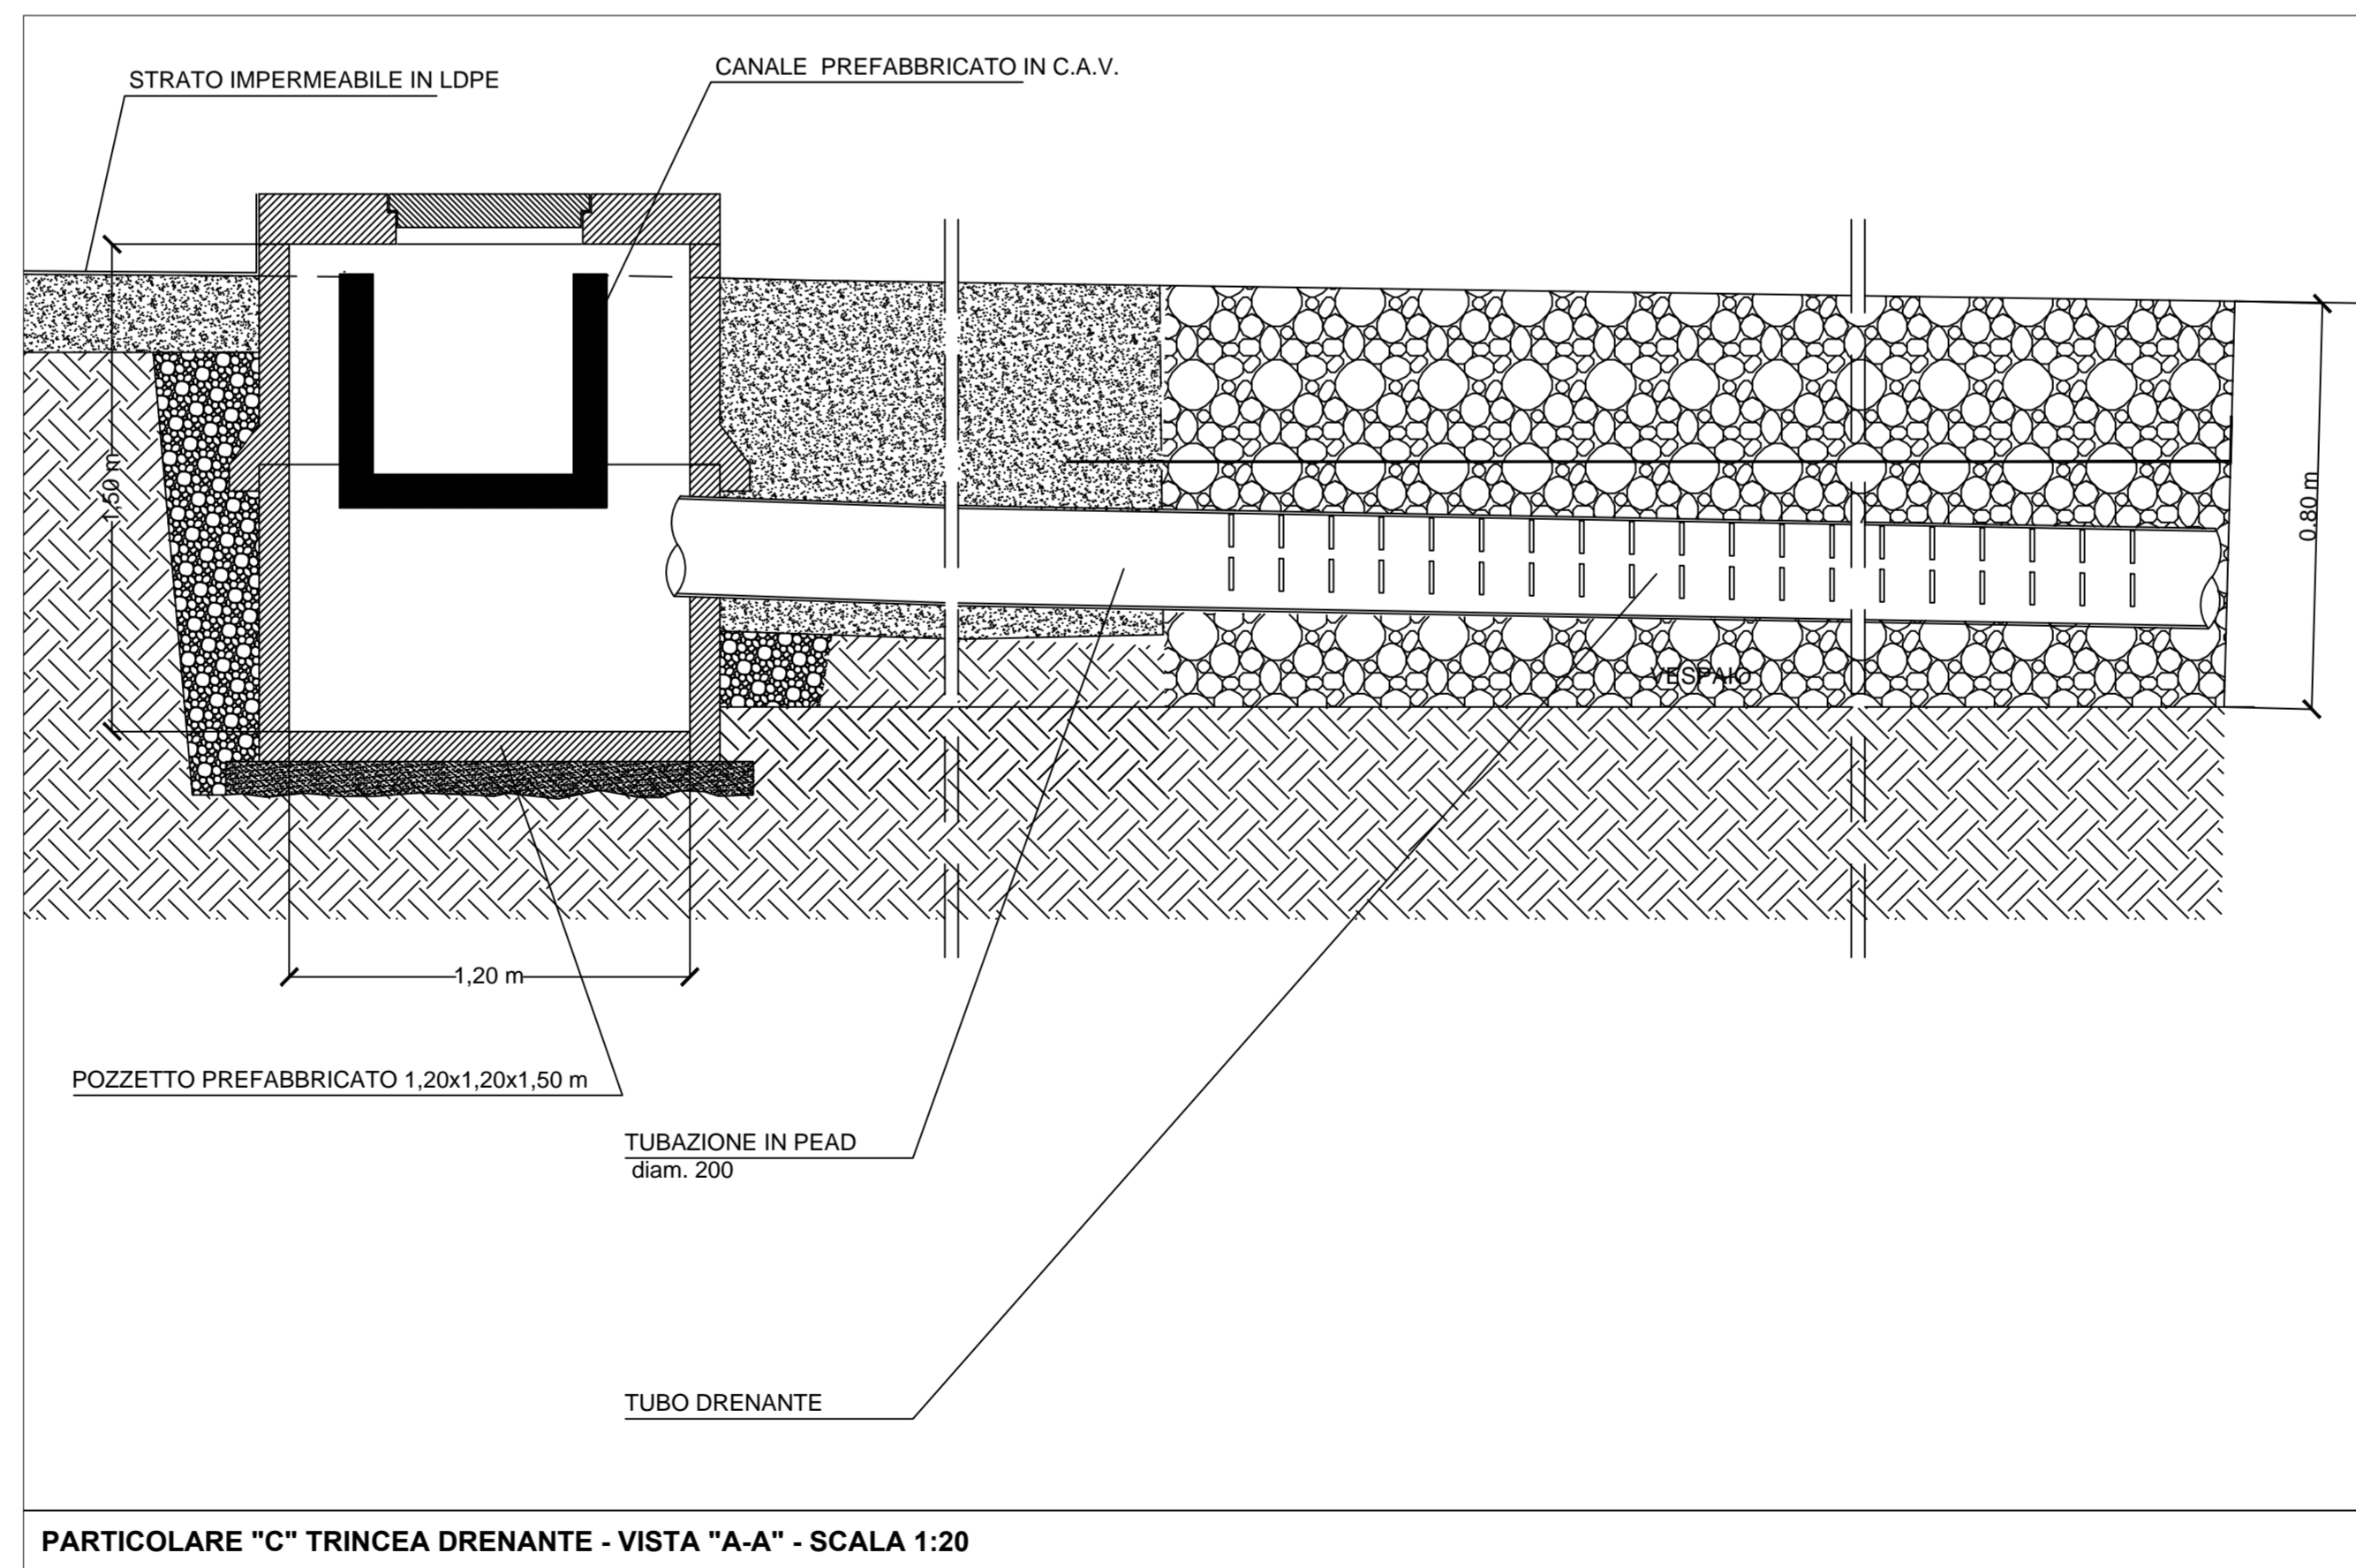 CANALE PREFABBRICATO IN C.A.V.
STRATO IMPERMEABILE IN LDPE
1,50 m
0.80 m
VESPAIO
1,20 m
POZZETTO PREFABBRICATO 1,20x1,20x1,50 m
TUBAZIONE IN PEAD
diam. 200
TUBO DRENANTE
PARTICOLARE "C" TRINCEA DRENANTE - VISTA "A-A" - SCALA 1:20